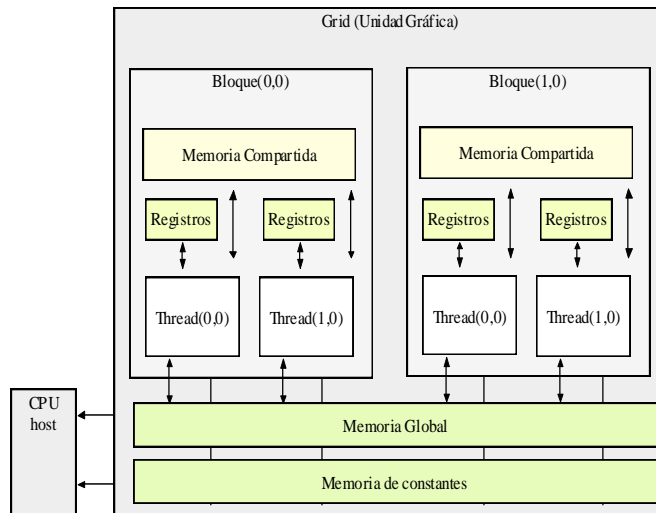 Grid (Unidad Gráfica)
Bloque(0,0)
Bloque(1,0)
Memoria Compartida
Memoria Compartida
Registros
Registros
Registros
Registros
Thread(0,0)
Thread(1,0)
Thread(0,0)
Thread(1,0)
CPU
host
Memoria Global
Memoria de constantes